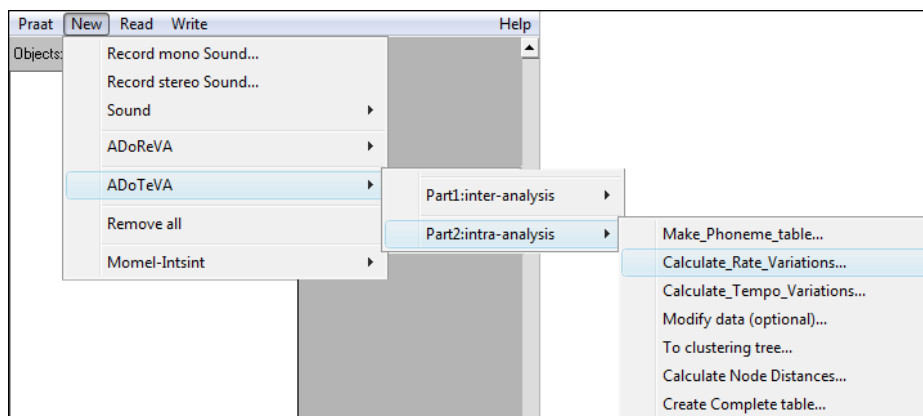 Praat New Read Write Help
Objects:
Record mono Sound...
Record stereo Sound...
Sound
ADoReVA
ADoTeVA
Remove all
Momel-Intsint
Part1:inter-analysis
Part2:intra-analysis
Make_Phoneme_table...
Calculate_Rate_Variations...
Calculate_Tempo_Variations...
Modify data (optional)...
To clustering tree...
Calculate Node Distances...
Create Complete table...